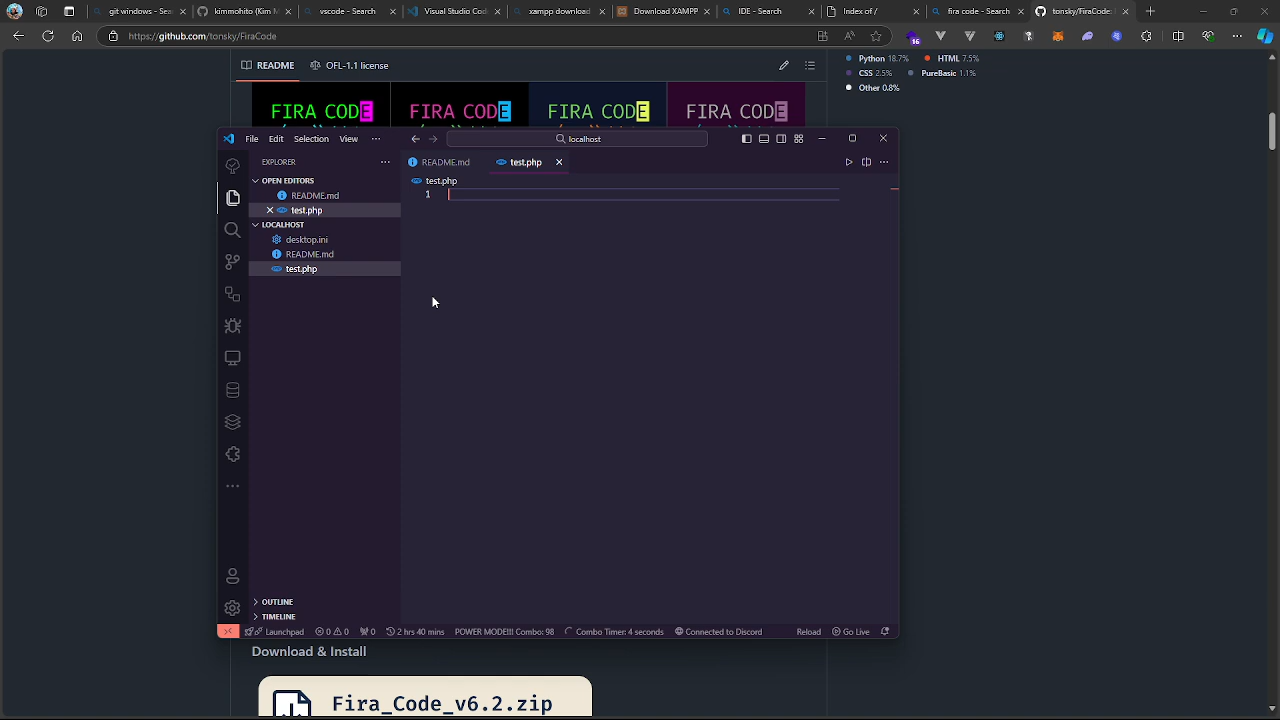 git windows - Sea
kimmohito (Kim M
vscode - Search
Visual Studio Code
xampp download
Download XAMPP
IDE - Search
Index of /
fira code - Search
tonsky/FiraCode:
https://github.com/tonsky/FiraCode
16
README
OFL-1.1 license
Python 18.7%
HTML 7.5%
CSS 2.5%
PureBasic 1.1%
Other 0.8%
FIRA CODE
FIRA CODE
FIRA CODE
FIRA CODE
File
Edit
Selection
View
localhost
EXPLORER
README.md
test.php
OPEN EDITORS
README.md
test.php
LOCALHOST
desktop.ini
README.md
test.php
test.php
1
OUTLINE
TIMELINE
Launchpad
0
0
0
2 hrs 40 mins
POWER MODE!!! Combo: 98
Combo Timer: 4 seconds
Connected to Discord
Reload
Go Live
Download & Install
Fira_Code_v6.2.zip